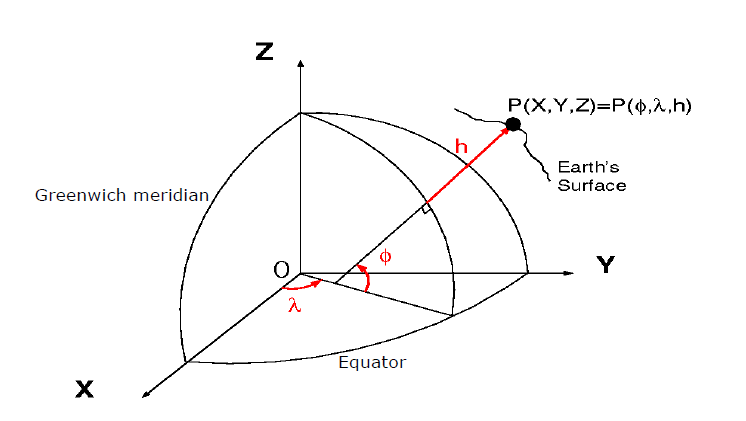 Z
P(X,Y,Z)=P(ϕ,λ,h)
h
Earth's
Surface
Greenwich meridian
ϕ
O
Y
λ
Equator
X